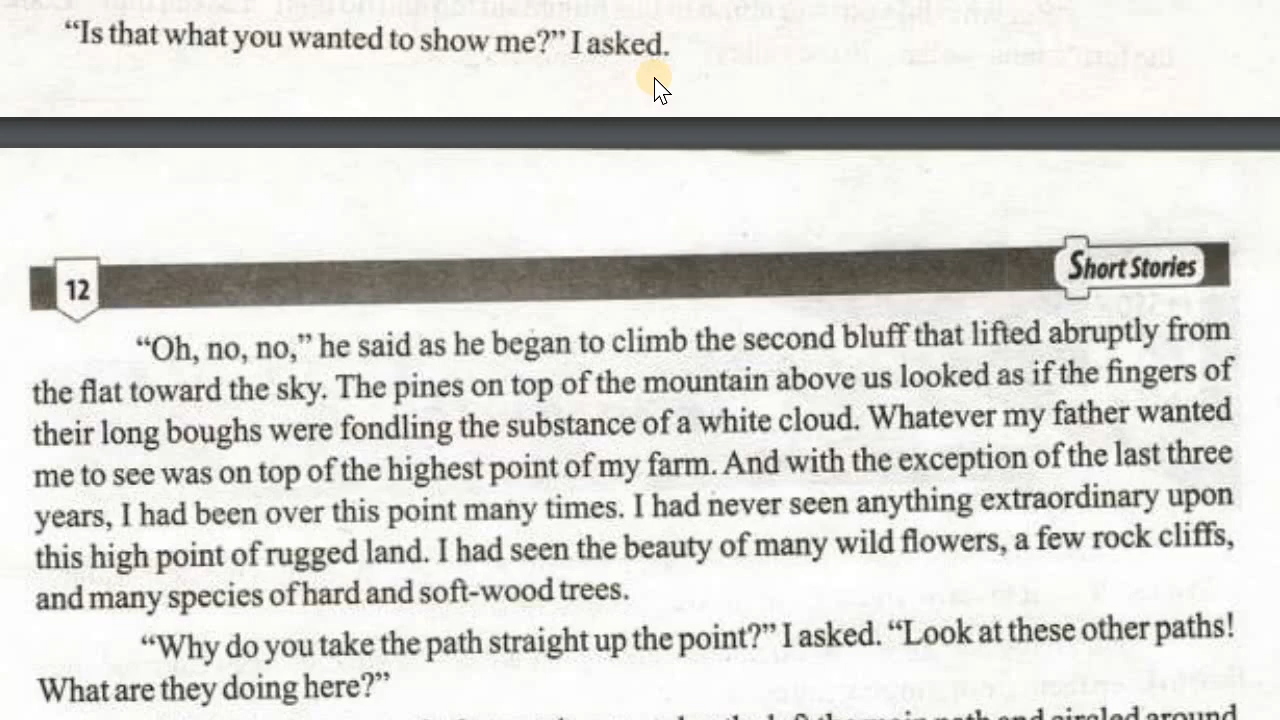 “Is that what you wanted to show me?” I asked.
12
Short Stories
“Oh, no, no,” he said as he began to climb the second bluff that lifted abruptly from
the flat toward the sky. The pines on top of the mountain above us looked as if the fingers of
their long boughs were fondling the substance of a white cloud. Whatever my father wanted
me to see was on top of the highest point of my farm. And with the exception of the last three
years, I had been over this point many times. I had never seen anything extraordinary upon
this high point of rugged land. I had seen the beauty of many wild flowers, a few rock cliffs,
and many species of hard and soft-wood trees.
“Why do you take the path straight up the point?” I asked. “Look at these other paths!
What are they doing here?”
left the main path and circled around